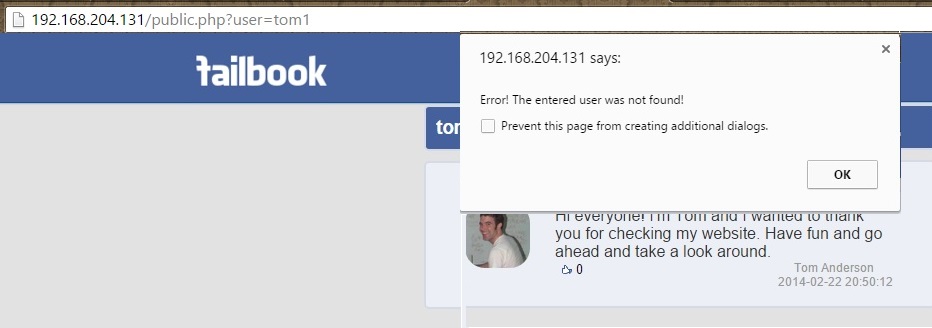 192.168.204.131/public.php?user=tom1
failbook
192.168.204.131 says:
Error! The entered user was not found!
Prevent this page from creating additional dialogs.
OK
Hi everyone! I'm Tom and I wanted to thank
you for checking my website. Have fun and go
ahead and take a look around.
0
Tom Anderson
2014-02-22 20:50:12